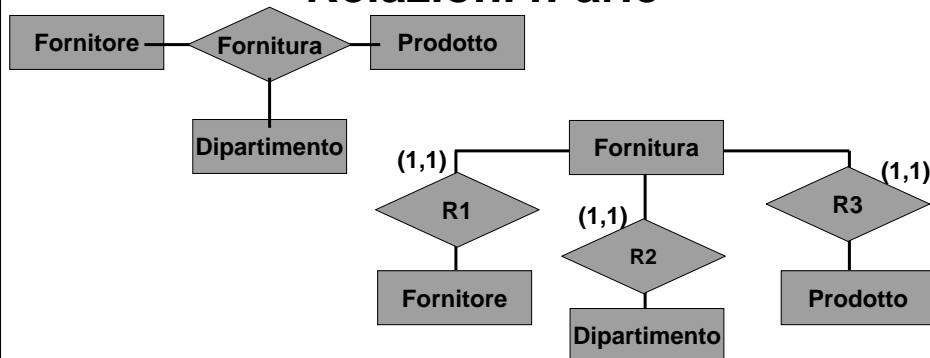 Relazioni n-arie
Fornitore
Fornitura
Prodotto
Dipartimento
Fornitura
(1,1)
(1,1)
(1,1)
R1
R2
R3
Fornitore
Dipartimento
Prodotto